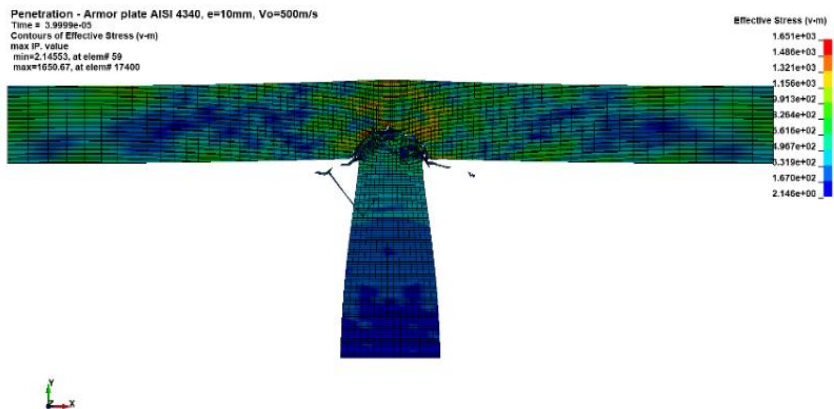 Penetration - Armor plate AISI 4340, e=10mm, Vo=500m/s
Time = 3.9999e-05
Contours of Effective Stress (v-m)
max IP. value
min=2.14553, at elem# 59
max=1650.67, at elem# 17400
Effective Stress (v-m)
1.651e+03
1.486e+03
1.321e+03
1.156e+03
9.913e+02
8.264e+02
6.616e+02
4.967e+02
3.319e+02
1.670e+02
2.146e+00
Y
Z X